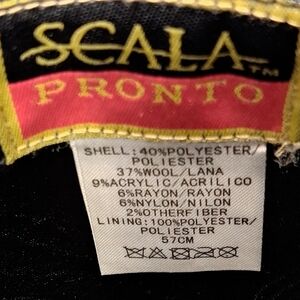 SCALA™
PRONTO
SHELL: 40%POLYESTER/
POLIESTER
37%WOOL/LANA
9%ACRYLIC/ACRILICO
6%RAYON/RAYON
6%NYLON/NILON
2%OTHERFIBER
LINING:100%POLYESTER/
POLIESTER
57CM